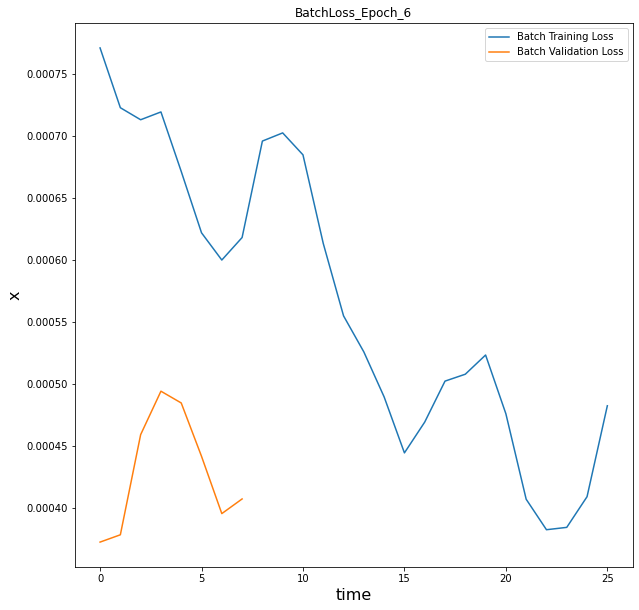 BatchLoss_Epoch_6
Batch Training Loss
Batch Validation Loss
0.00075
0.00070
0.00065
0.00060
0.00055
0.00050
0.00045
0.00040
x
0 5 10 15 20 25
time